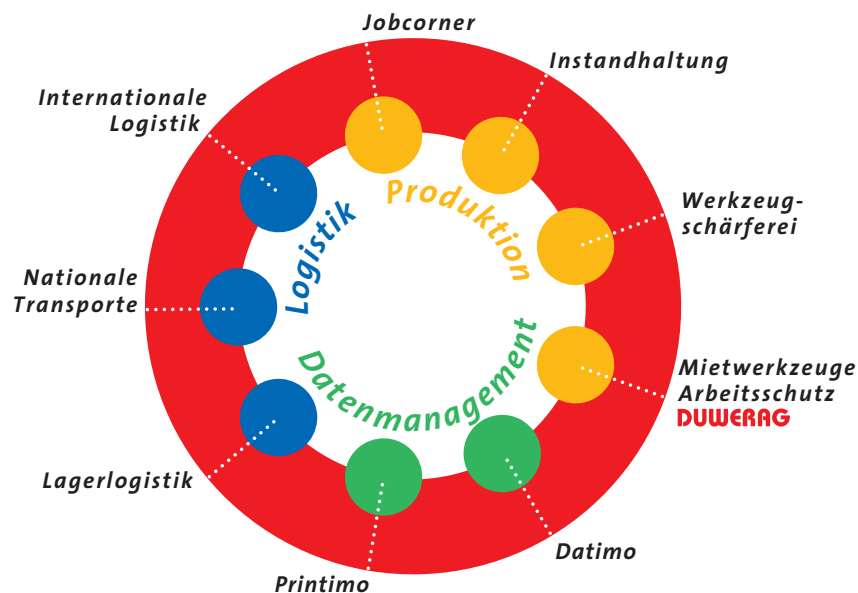 Jobcorner
Instandhaltung
Internationale
Logistik
Werkzeug-
schärferei
Nationale
Transporte
Mietwerkzeuge
Arbeitsschutz
DUWERAG
Lagerlogistik
Datimo
Printimo
Produktion
Logistik
Datenmanagement